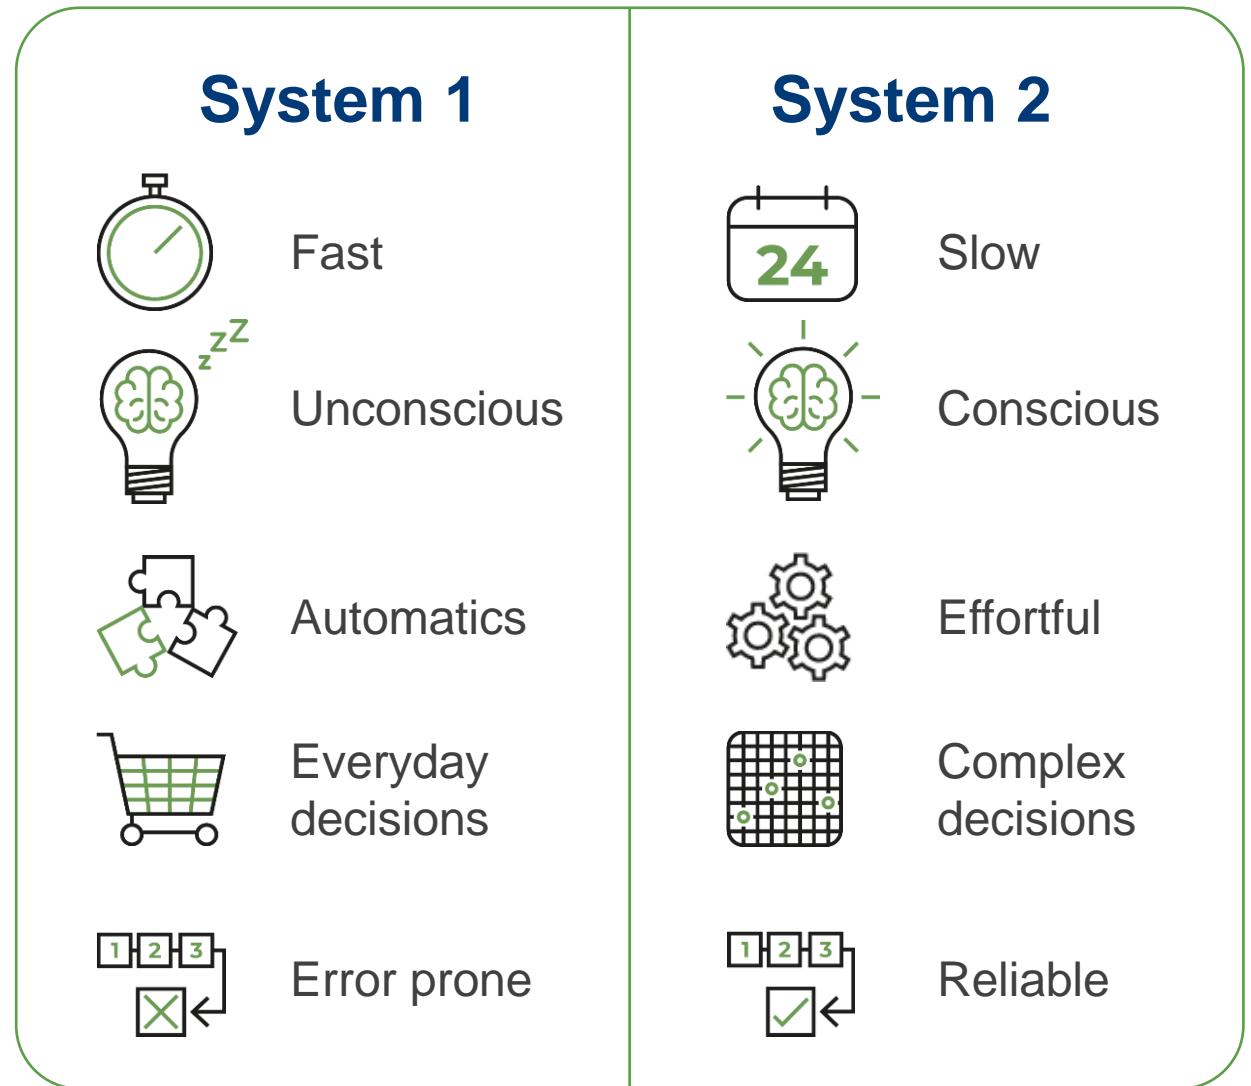 System 1
Fast
zzZ
Unconscious
Automatics
Everyday
decisions
1 2 3
Error prone
System 2
24
Slow
Conscious
Effortful
Complex
decisions
1 2 3
Reliable